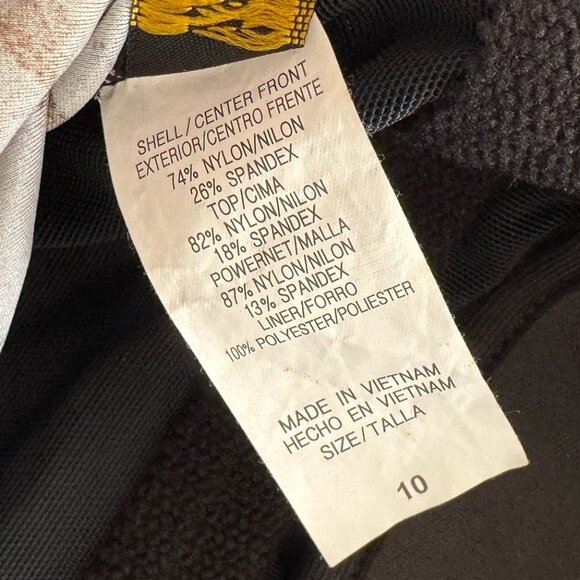 SHELL/CENTER FRONT
EXTERIOR/CENTRO FRENTE
74% NYLON/NILON
26% SPANDEX
TOP/CIMA
82% NYLON/NILON
18% SPANDEX
POWERNET/MALLA
87% NYLON/NILON
13% SPANDEX
LINER/FORRO
100% POLYESTER/POLIESTER
MADE IN VIETNAM
HECHO EN VIETNAM
SIZE/TALLA
10